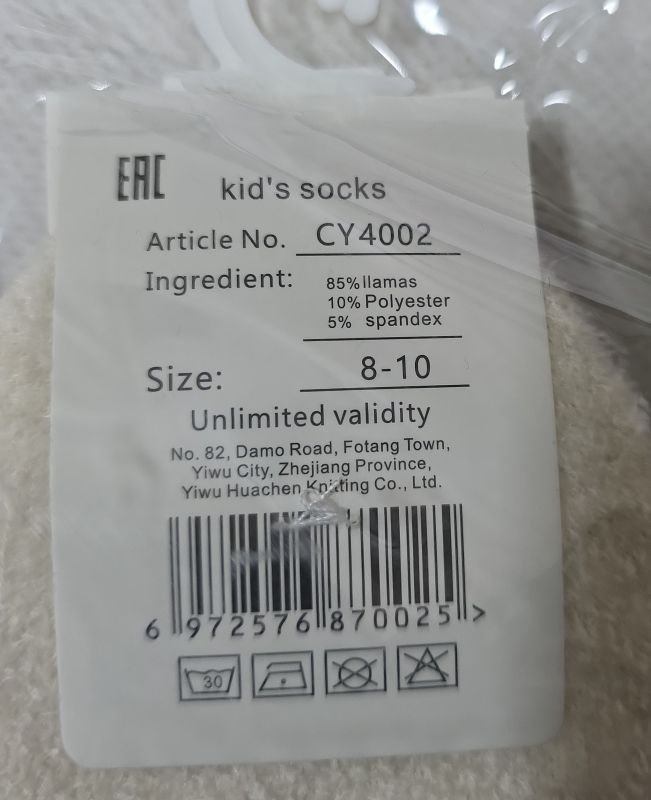 EAC
kid's socks
Article No. CY4002
Ingredient: 85% llamas
10% Polyester
5% spandex
Size: 8-10
Unlimited validity
No. 82, Damo Road, Fotang Town,
Yiwu City, Zhejiang Province,
Yiwu Huachen Knitting Co., Ltd.
6 972576 870025 >
30